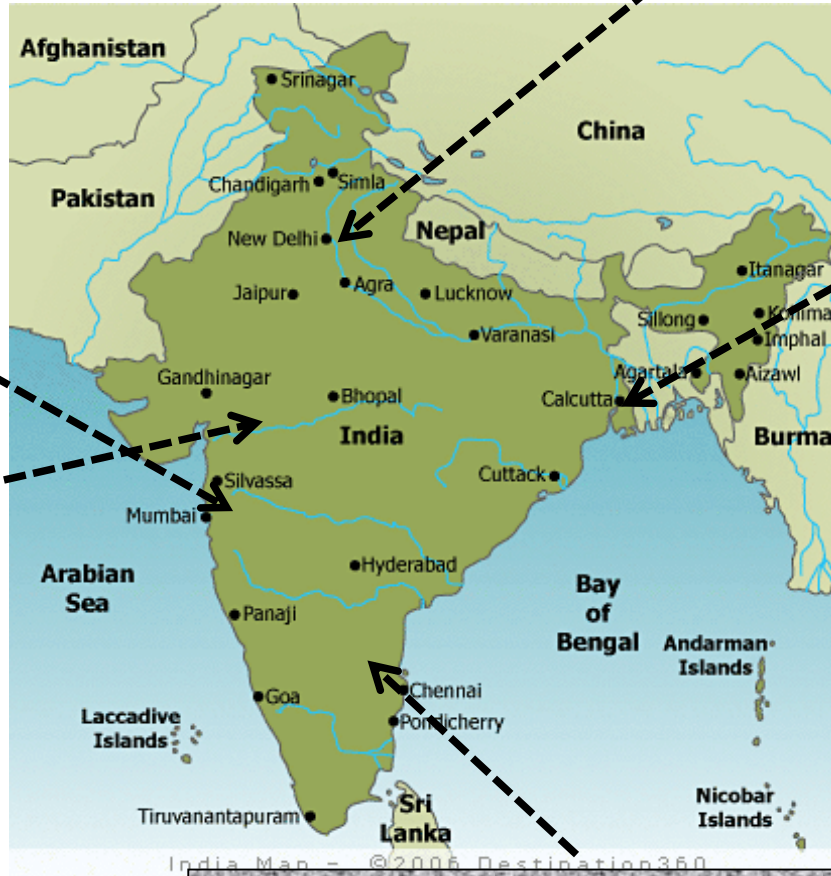 Afghanistan
Srinagar
China
Chandigarh
Simla
Pakistan
New Delhi
Nepal
Itanagar
Jaipur
Agra
Lucknow
Kohima
Sillong
Varanasi
Imphal
Gandhinagar
Agartala
Aizawl
Bhopal
Calcutta
India
Burma
Silvassa
Cuttack
Mumbai
Hyderabad
Arabian
Sea
Bay
of
Bengal
Panaji
Andarman
Islands
Goa
Chennai
Laccadive
Islands
Pondicherry
Nicobar
Islands
Tiruvanantapuram
Sri
Lanka
India Map - ©2006 Destination360